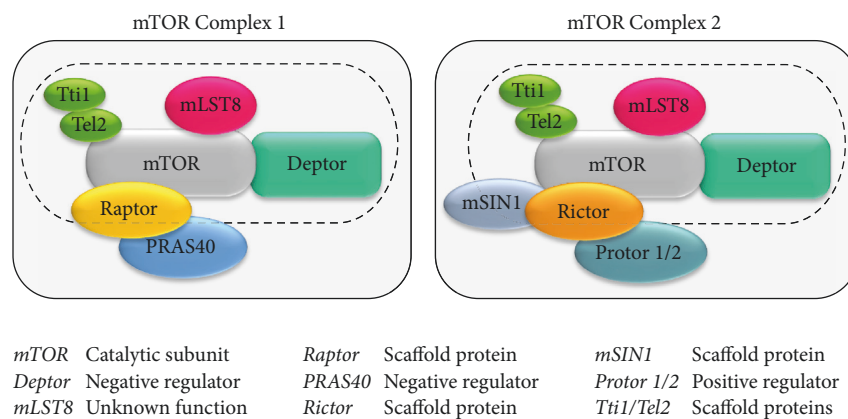 mTOR Complex 1
mTOR Complex 2
Tti1
Tel2
mLST8
mTOR
Deptor
Raptor
PRAS40
Tti1
Tel2
mLST8
mTOR
Deptor
mSIN1
Rictor
Protor 1/2
mTOR Catalytic subunit Raptor Scaffold protein mSIN1 Scaffold protein
Deptor Negative regulator PRAS40 Negative regulator Protor 1/2 Positive regulator
mLST8 Unknown function Rictor Scaffold protein Tti1/Tel2 Scaffold proteins